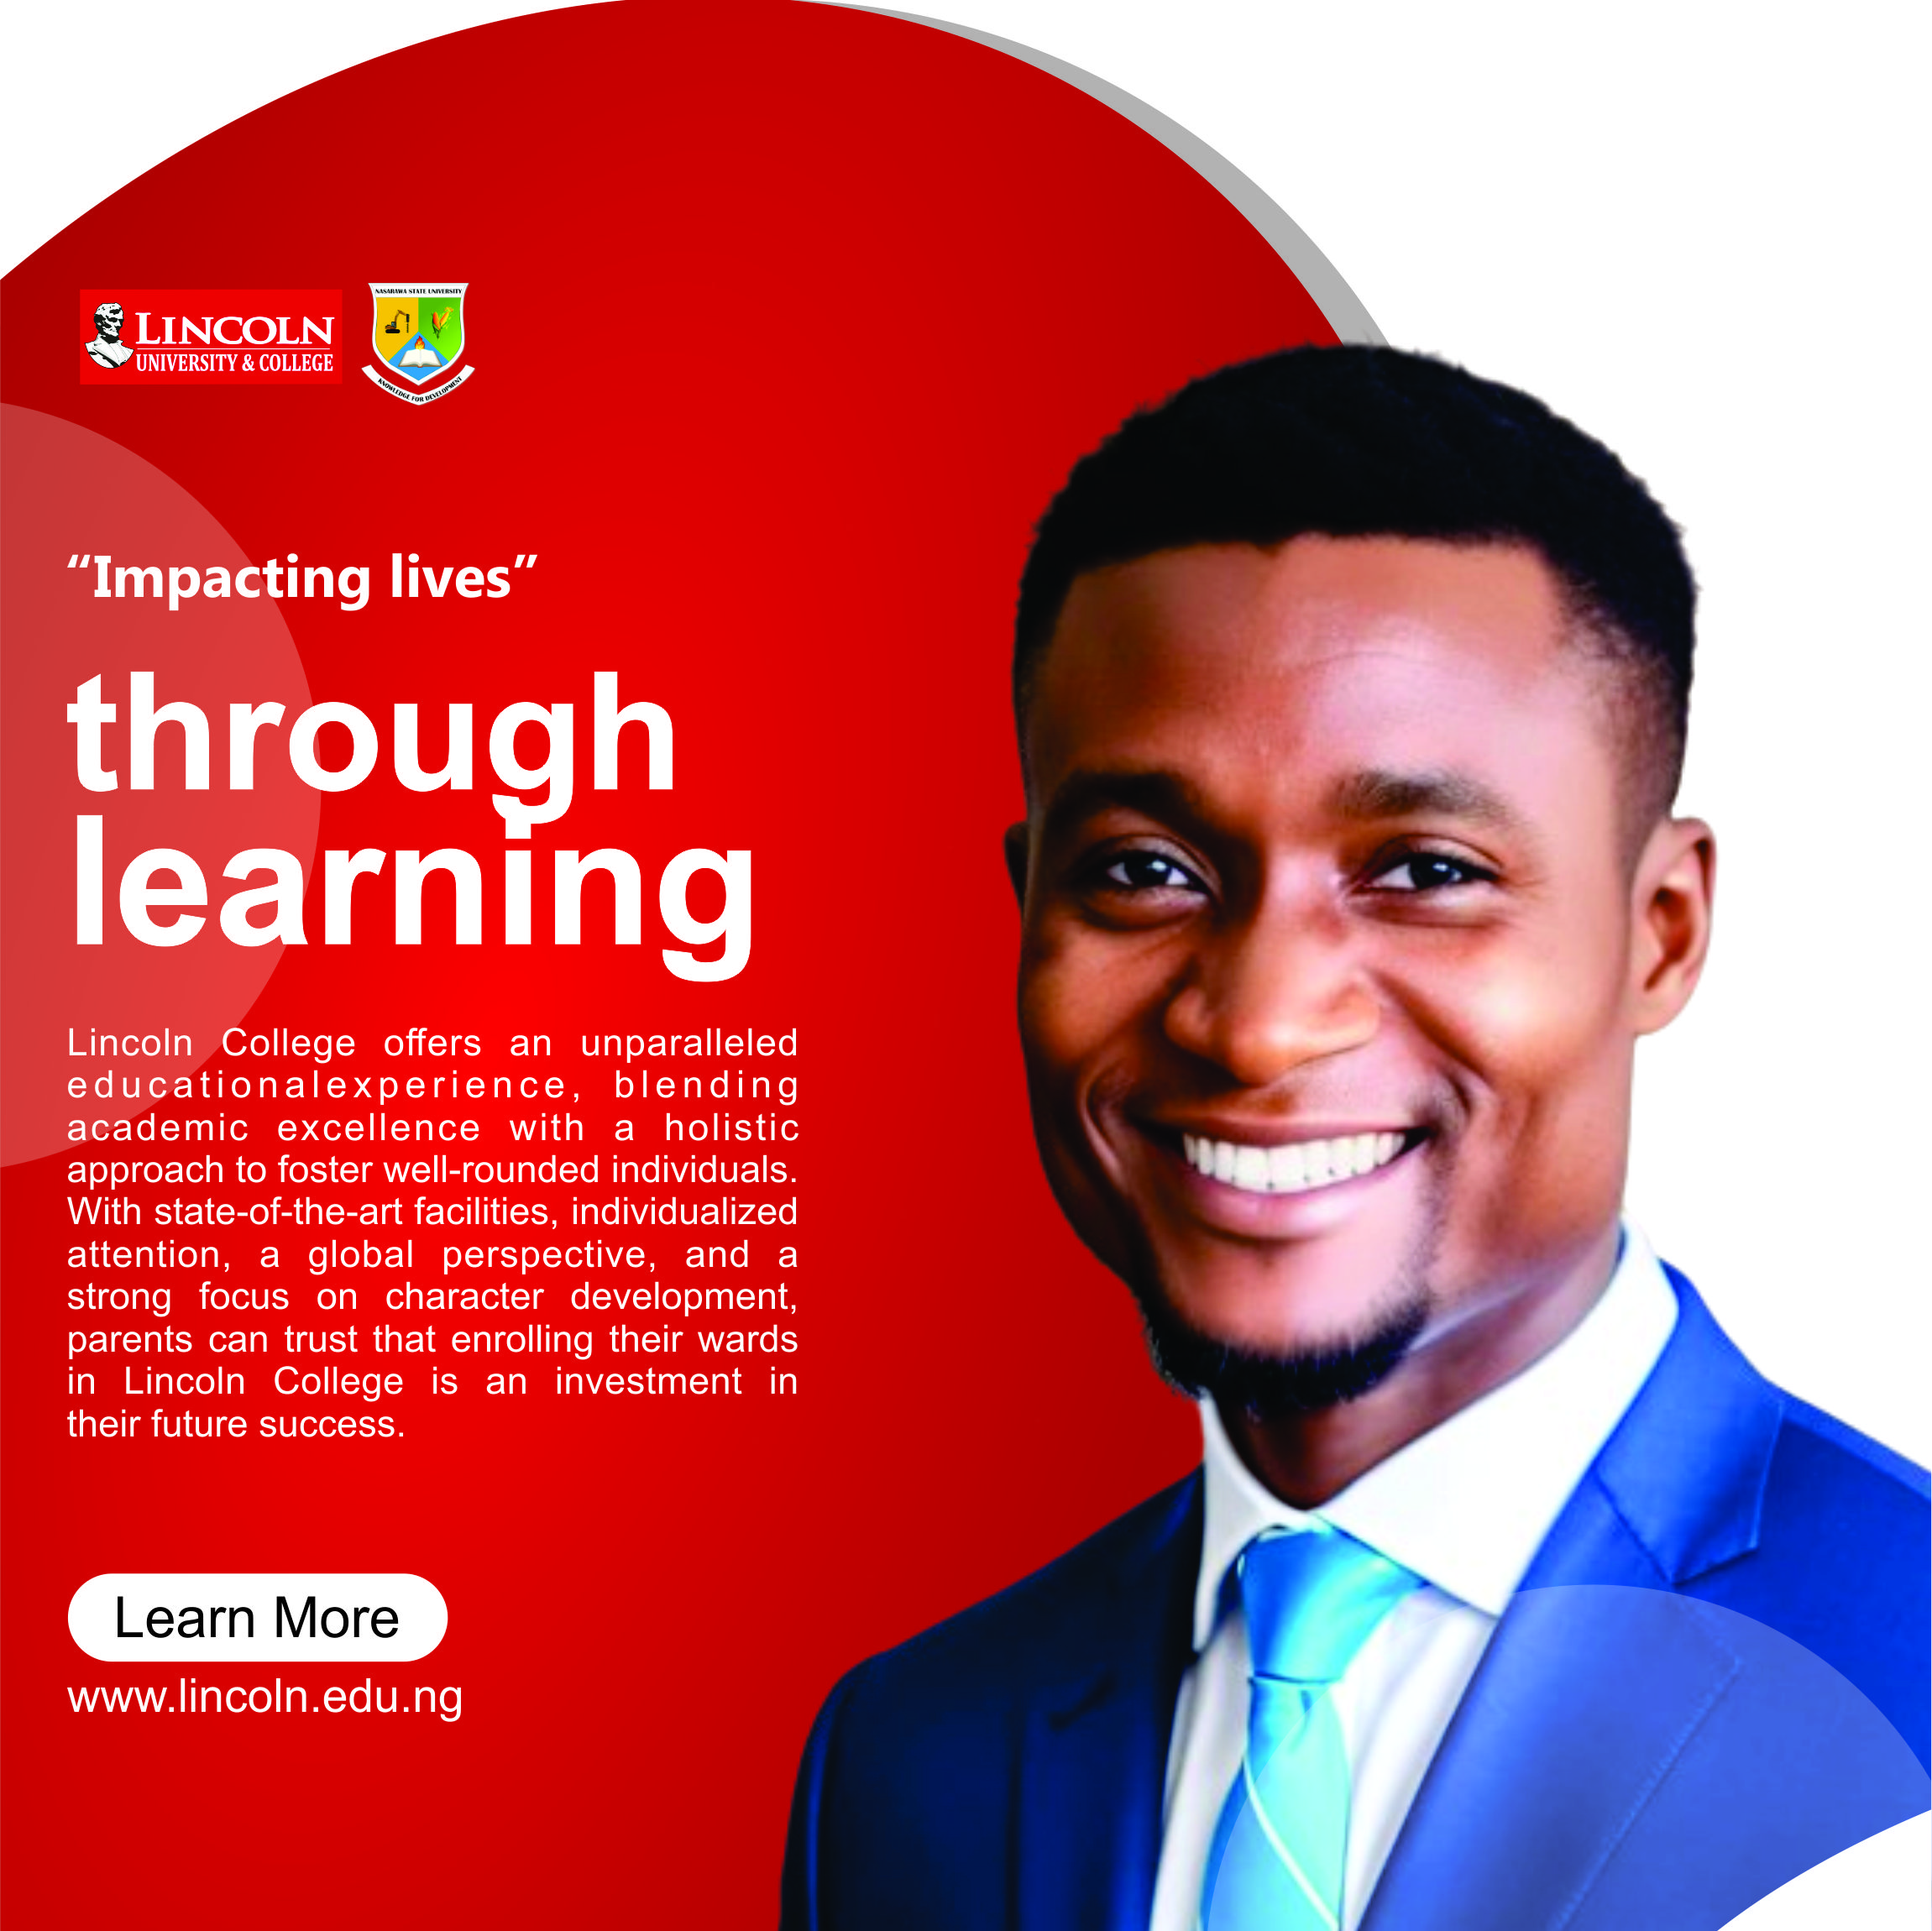 LINCOLN
UNIVERSITY & COLLEGE
NASARAWA STATE UNIVERSITY
KNOWLEDGE FOR DEVELOPMENT
“Impacting lives”
through
learning
Lincoln College offers an unparalleled
educationalexperience, blending
academic excellence with a holistic
approach to foster well-rounded individuals.
With state-of-the-art facilities, individualized
attention, a global perspective, and a
strong focus on character development,
parents can trust that enrolling their wards
in Lincoln College is an investment in
their future success.
Learn More
www.lincoln.edu.ng